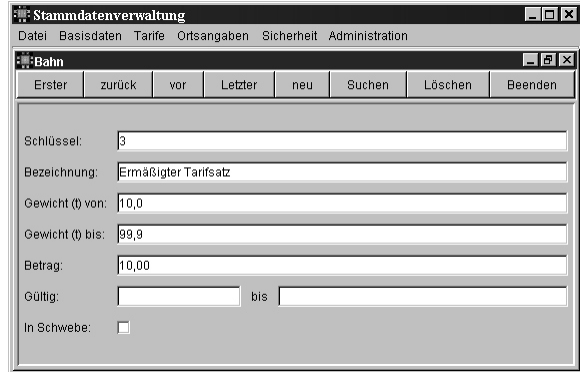 Stammdatenverwaltung
Datei Basisdaten Tarife Ortsangaben Sicherheit Administration
Bahn
Erster zurück vor Letzter neu Suchen Löschen Beenden
Schlüssel: 3
Bezeichnung: Ermäßigter Tarifsatz
Gewicht (t) von: 10,0
Gewicht (t) bis: 99,9
Betrag: 10,00
Gültig: bis
In Schwebe: